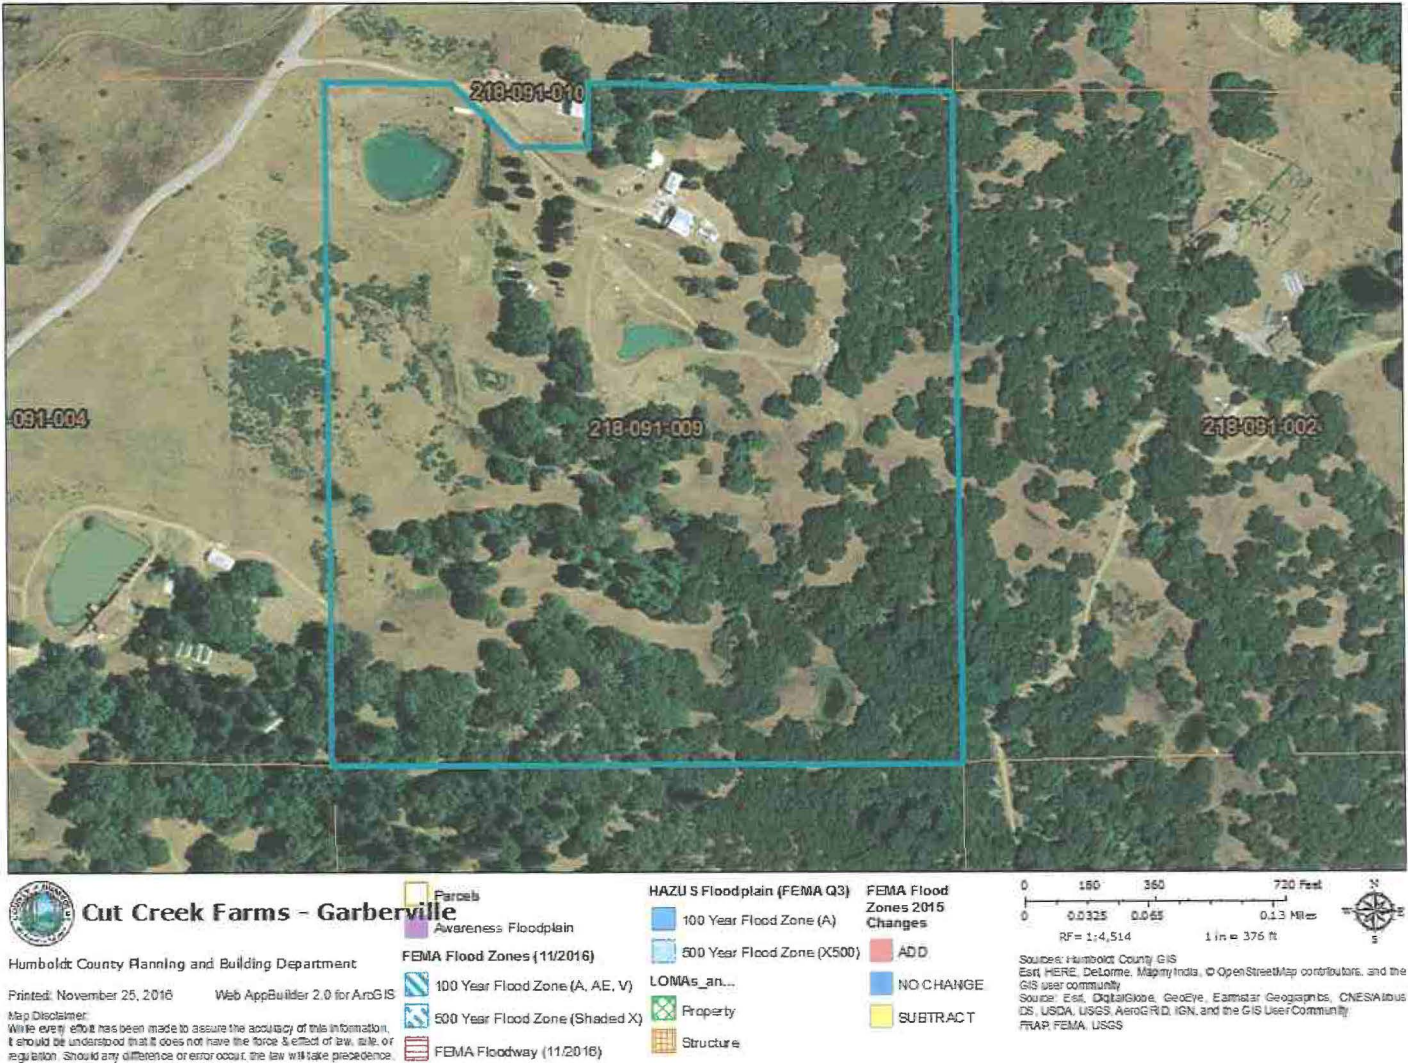 218-091-010
-091-004
218-091-009
218-091-002
Cut Creek Farms - Garberville
Humboldt County Planning and Building Department
Printed: November 25, 2016
Web AppBuilder 2.0 for ArcGIS
Map Disclaimer:
While every effort has been made to assure the accuracy of this information,
it should be understood that it does not have the force & effect of law, rule, or
regulation. Should any difference or error occur, the law will take precedence.
Parcels
Awareness Floodplain
FEMA Flood Zones (11/2016)
100 Year Flood Zone (A, AE, V)
500 Year Flood Zone (Shaded X)
FEMA Floodway (11/2016)
HAZUS Floodplain (FEMA Q3)
100 Year Flood Zone (A)
500 Year Flood Zone (X500)
LOMAs_an...
Property
Structure
FEMA Flood
Zones 2015
Changes
ADD
NO CHANGE
SUBTRACT
0 180 360 720 Feet
0 0.0325 0.065 0.13 Miles
RF= 1:4,514 1 in = 376 ft
N
S
Sources: Humboldt County GIS
Esri, HERE, DeLorme, MapmyIndia, © OpenStreetMap contributors, and the
GIS user community
Source: Esri, DigitalGlobe, GeoEye, Earthstar Geographics, CNES/Airbus
DS, USDA, USGS, AeroGRID, IGN, and the GIS User Community
FRAP, FEMA, USGS